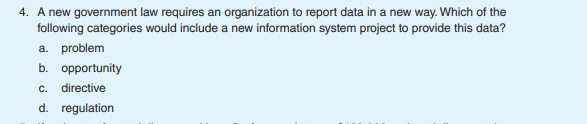 4. A new government law requires an organization to report data in a new way. Which of the
following categories would include a new information system project to provide this data?
a. problem
b. opportunity
c. directive
d. regulation